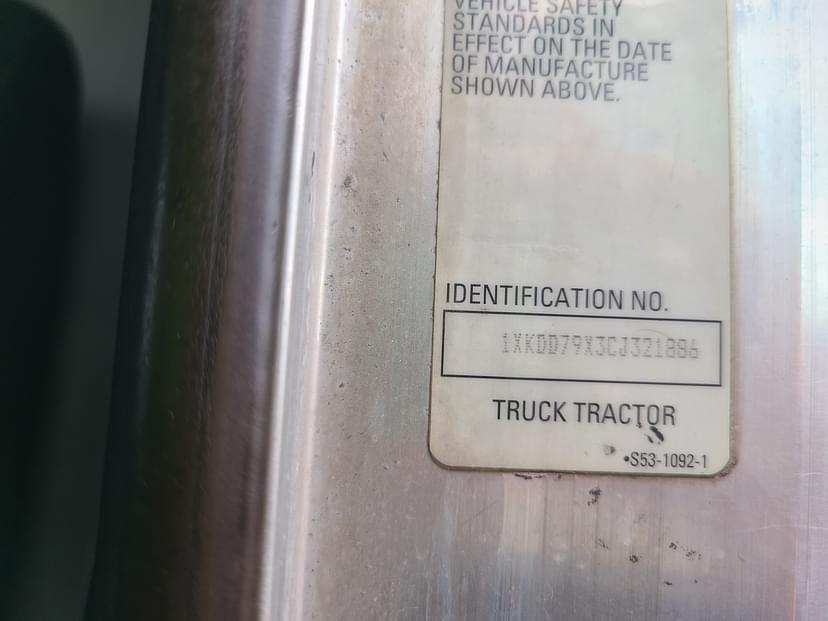 VEHICLE SAFETY
STANDARDS IN
EFFECT ON THE DATE
OF MANUFACTURE
SHOWN ABOVE.
IDENTIFICATION NO.
1XKDD79X3CJ321886
TRUCK TRACTOR
•S53-1092-1